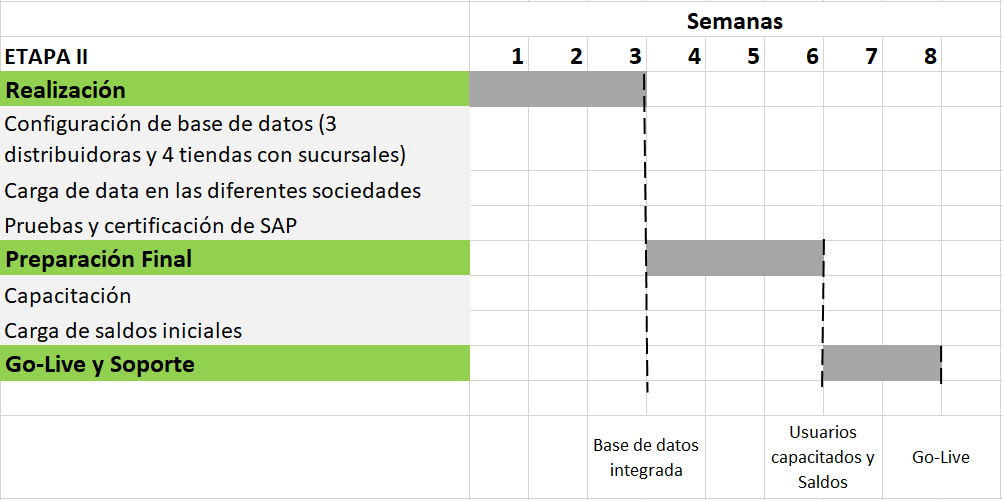 Semanas
ETAPA II 1 2 3 4 5 6 7 8
Realización
Configuración de base de datos (3
distribuidoras y 4 tiendas con sucursales)
Carga de data en las diferentes sociedades
Pruebas y certificación de SAP
Preparación Final
Capacitación
Carga de saldos iniciales
Go-Live y Soporte
Base de datos
integrada
Usuarios
capacitados y
Saldos
Go-Live